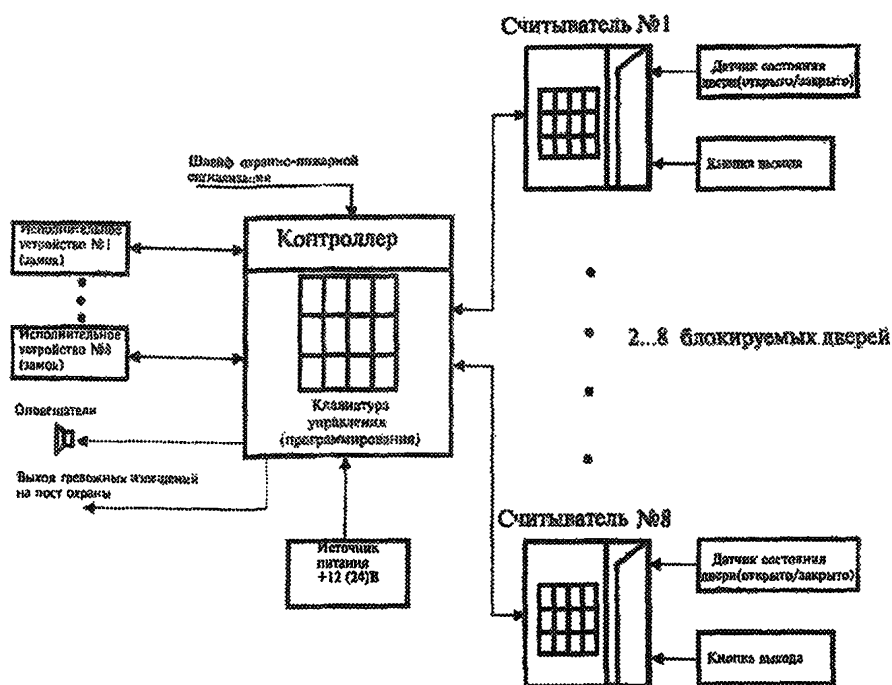 Считыватель №1
Датчик состояния
двери(открыто/закрыто)
Кнопка выхода
Шлейф охранно-пожарной
сигнализации
Контроллер
Исполнительное
устройство №1
(замок)
Исполнительное
устройство №8
(замок)
2...8 блокируемых дверей
Клавиатура
управления
(программирования)
Оповещатели
Выход тревожных извещений
на пост охраны
Источник
питания
+12 (24)В
Считыватель №8
Датчик состояния
двери(открыто/закрыто)
Кнопка выхода